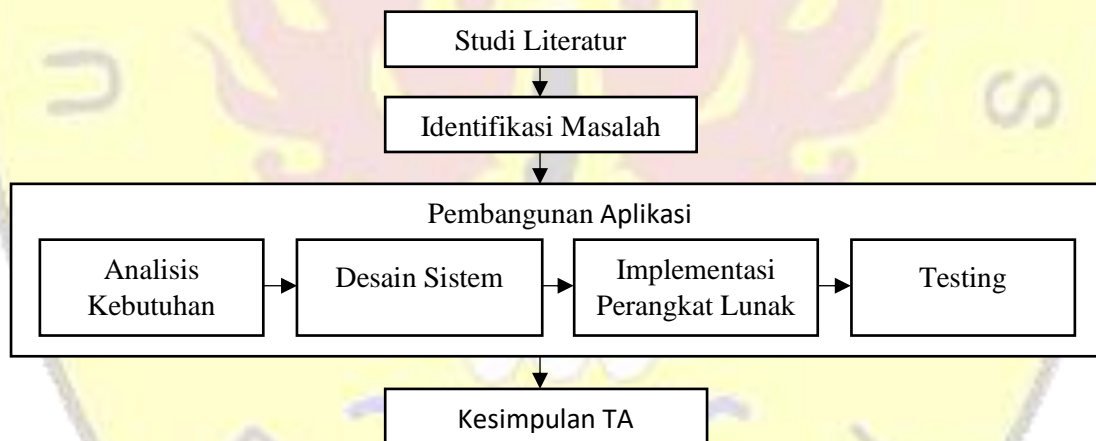 U
S
Studi Literatur
Identifikasi Masalah
Pembangunan Aplikasi
Analisis
Kebutuhan
Desain Sistem
Implementasi
Perangkat Lunak
Testing
Kesimpulan TA